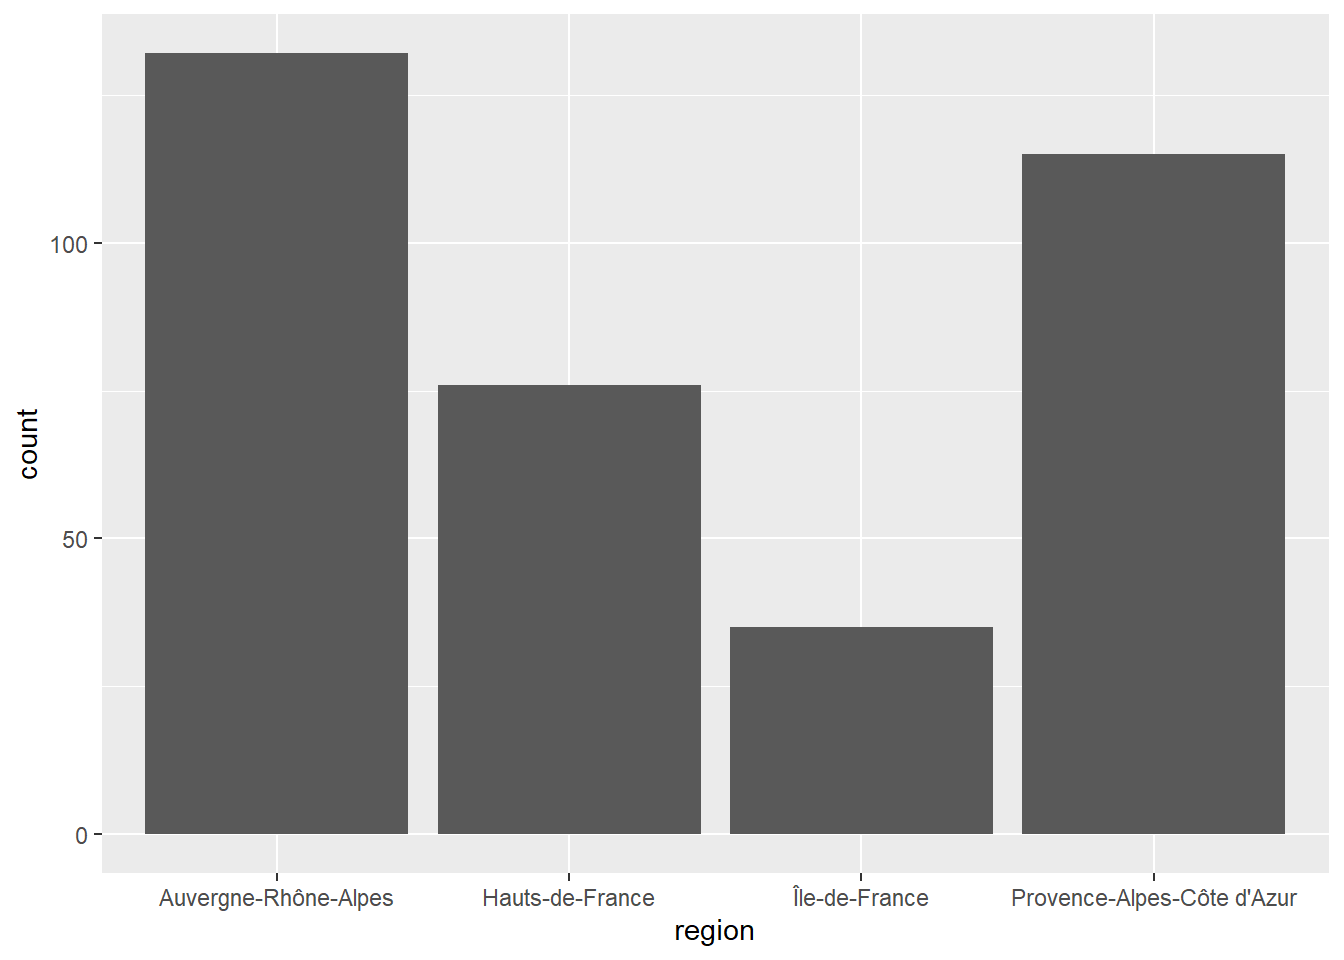 count
100
50
0
Auvergne-Rhône-Alpes
Hauts-de-France
Île-de-France
Provence-Alpes-Côte d'Azur
region